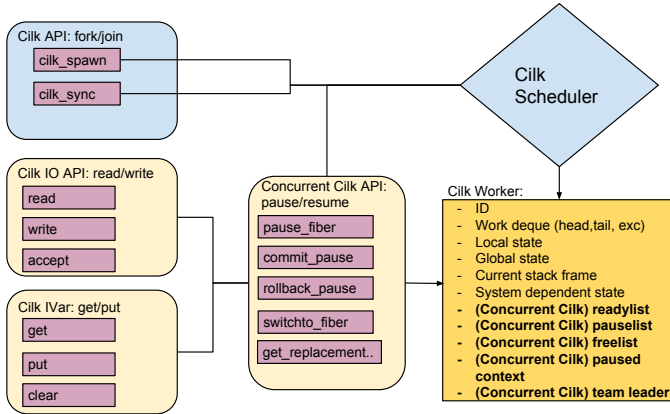 Cilk API: fork/join
cilk_spawn
cilk_sync
Cilk
Scheduler
Cilk IO API: read/write
read
write
accept
Cilk IVar: get/put
get
put
clear
Concurrent Cilk API:
pause/resume
pause_fiber
commit_pause
rollback_pause
switchto_fiber
get_replacement..
Cilk Worker:
- ID
- Work deque (head,tail, exc)
- Local state
- Global state
- Current stack frame
- System dependent state
- (Concurrent Cilk) readylist
- (Concurrent Cilk) pauselist
- (Concurrent Cilk) freelist
- (Concurrent Cilk) paused
context
- (Concurrent Cilk) team leader